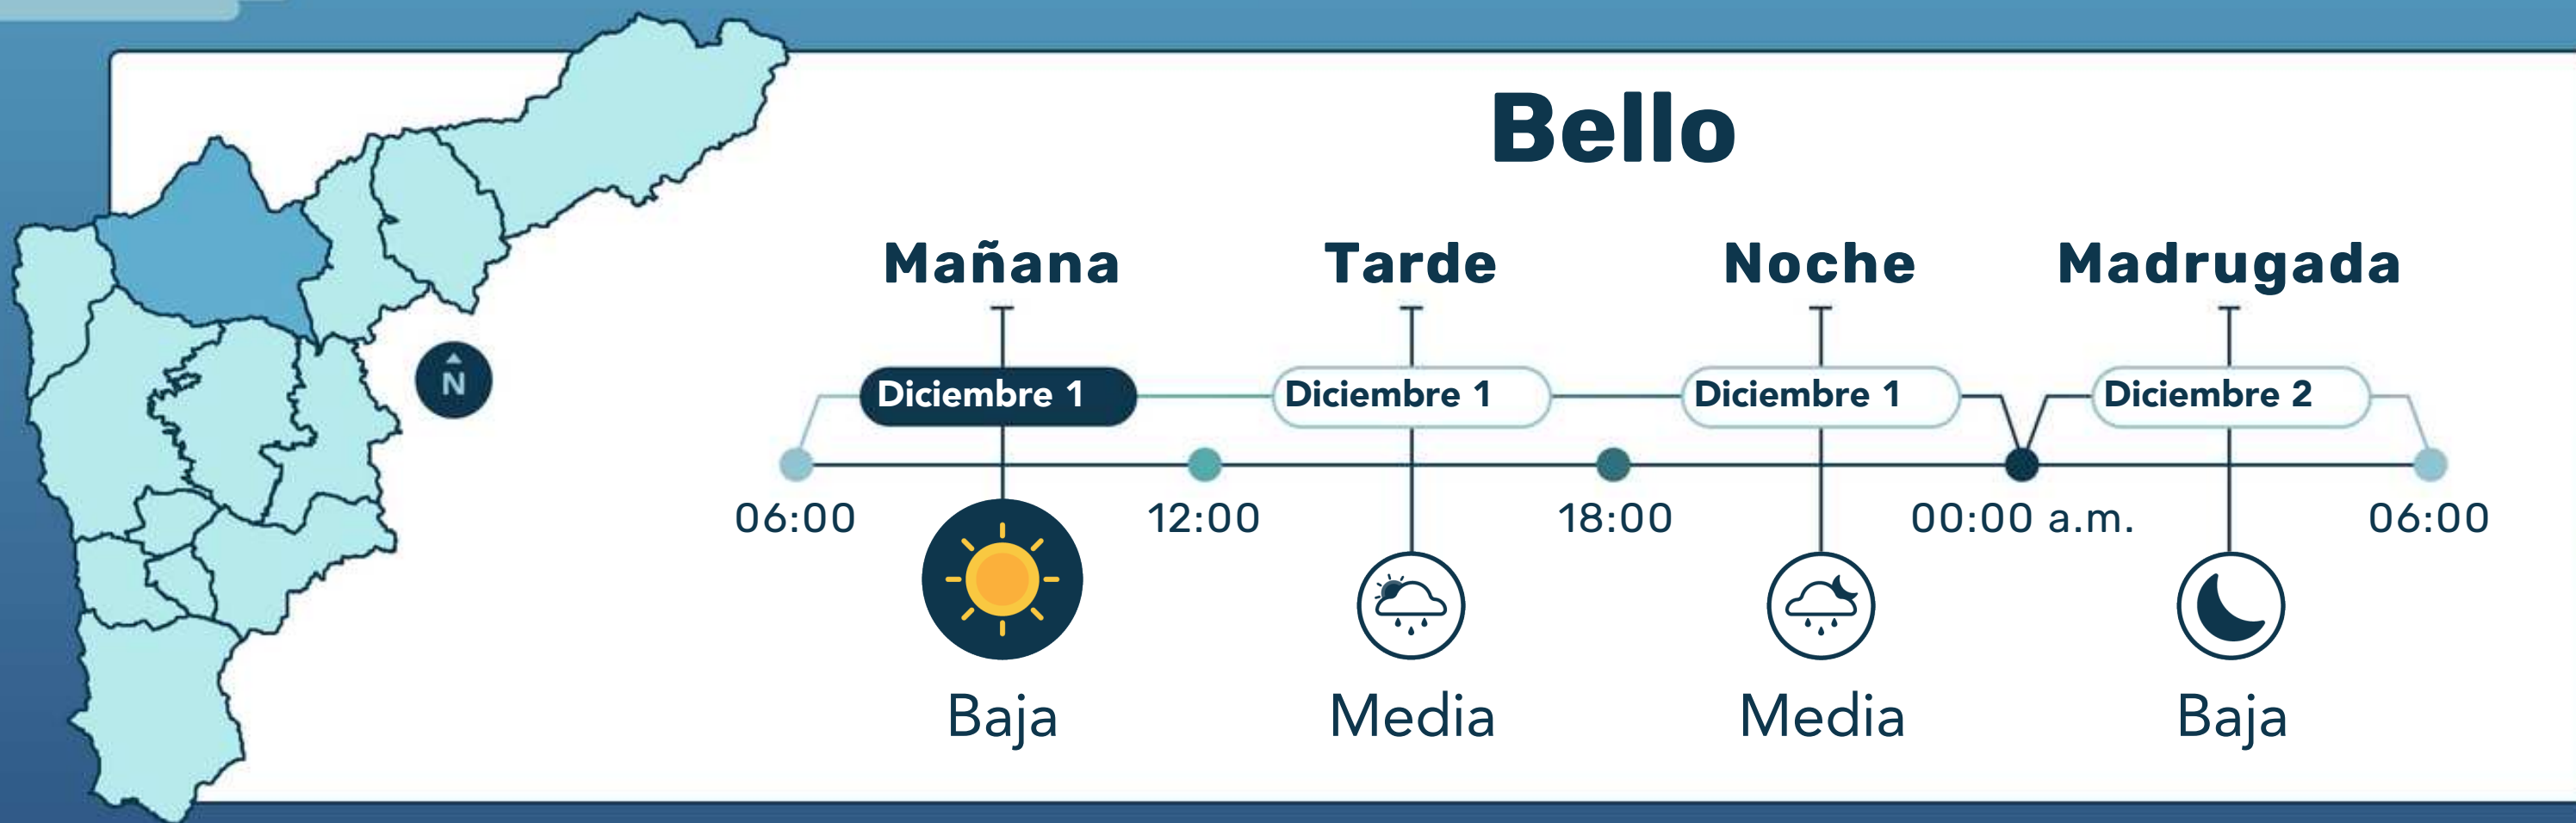 Bello
Mañana Tarde Noche Madrugada
Diciembre 1 Diciembre 1 Diciembre 1 Diciembre 2
N
06:00 12:00 18:00 00:00 a.m. 06:00
Baja Media Media Baja